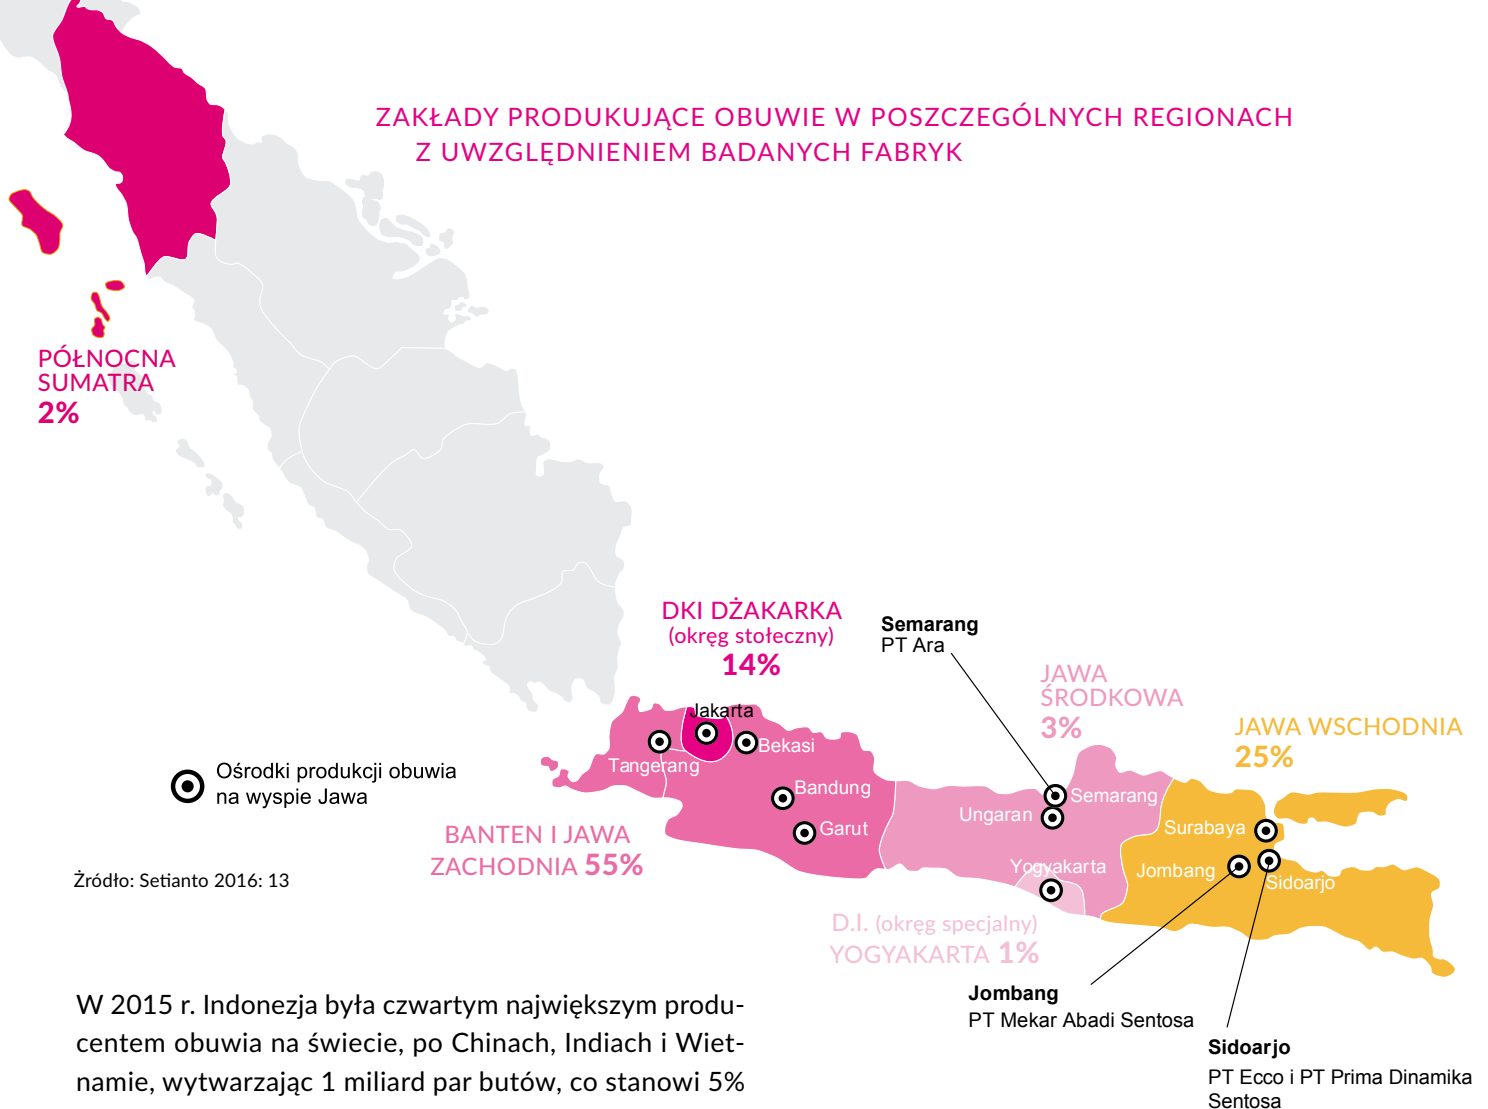 ZAKŁADY PRODUKUJĄCE OBUWIE W POSZCZEGÓLNYCH REGIONACH
Z UWZGLĘDNIENIEM BADANYCH FABRYK
PÓŁNOCNA
SUMATRA
2%
DKI DŻAKARKA
(okręg stołeczny)
14%
Semarang
PT Ara
JAWA
ŚRODKOWA
3%
JAWA WSCHODNIA
25%
Jakarta
Bekasi
Tangerang
Bandung
Garut
Ungaran
Semarang
Surabaya
Yogyakarta
Jombang
Sidoarjo
Ośrodki produkcji obuwia
na wyspie Jawa
BANTEN I JAWA
ZACHODNIA 55%
Źródło: Setianto 2016: 13
D.I. (okręg specjalny)
YOGYAKARTA 1%
Jombang
PT Mekar Abadi Sentosa
Sidoarjo
PT Ecco i PT Prima Dinamika
Sentosa
W 2015 r. Indonezja była czwartym największym produ-
centem obuwia na świecie, po Chinach, Indiach i Wiet-
namie, wytwarzając 1 miliard par butów, co stanowi 5%